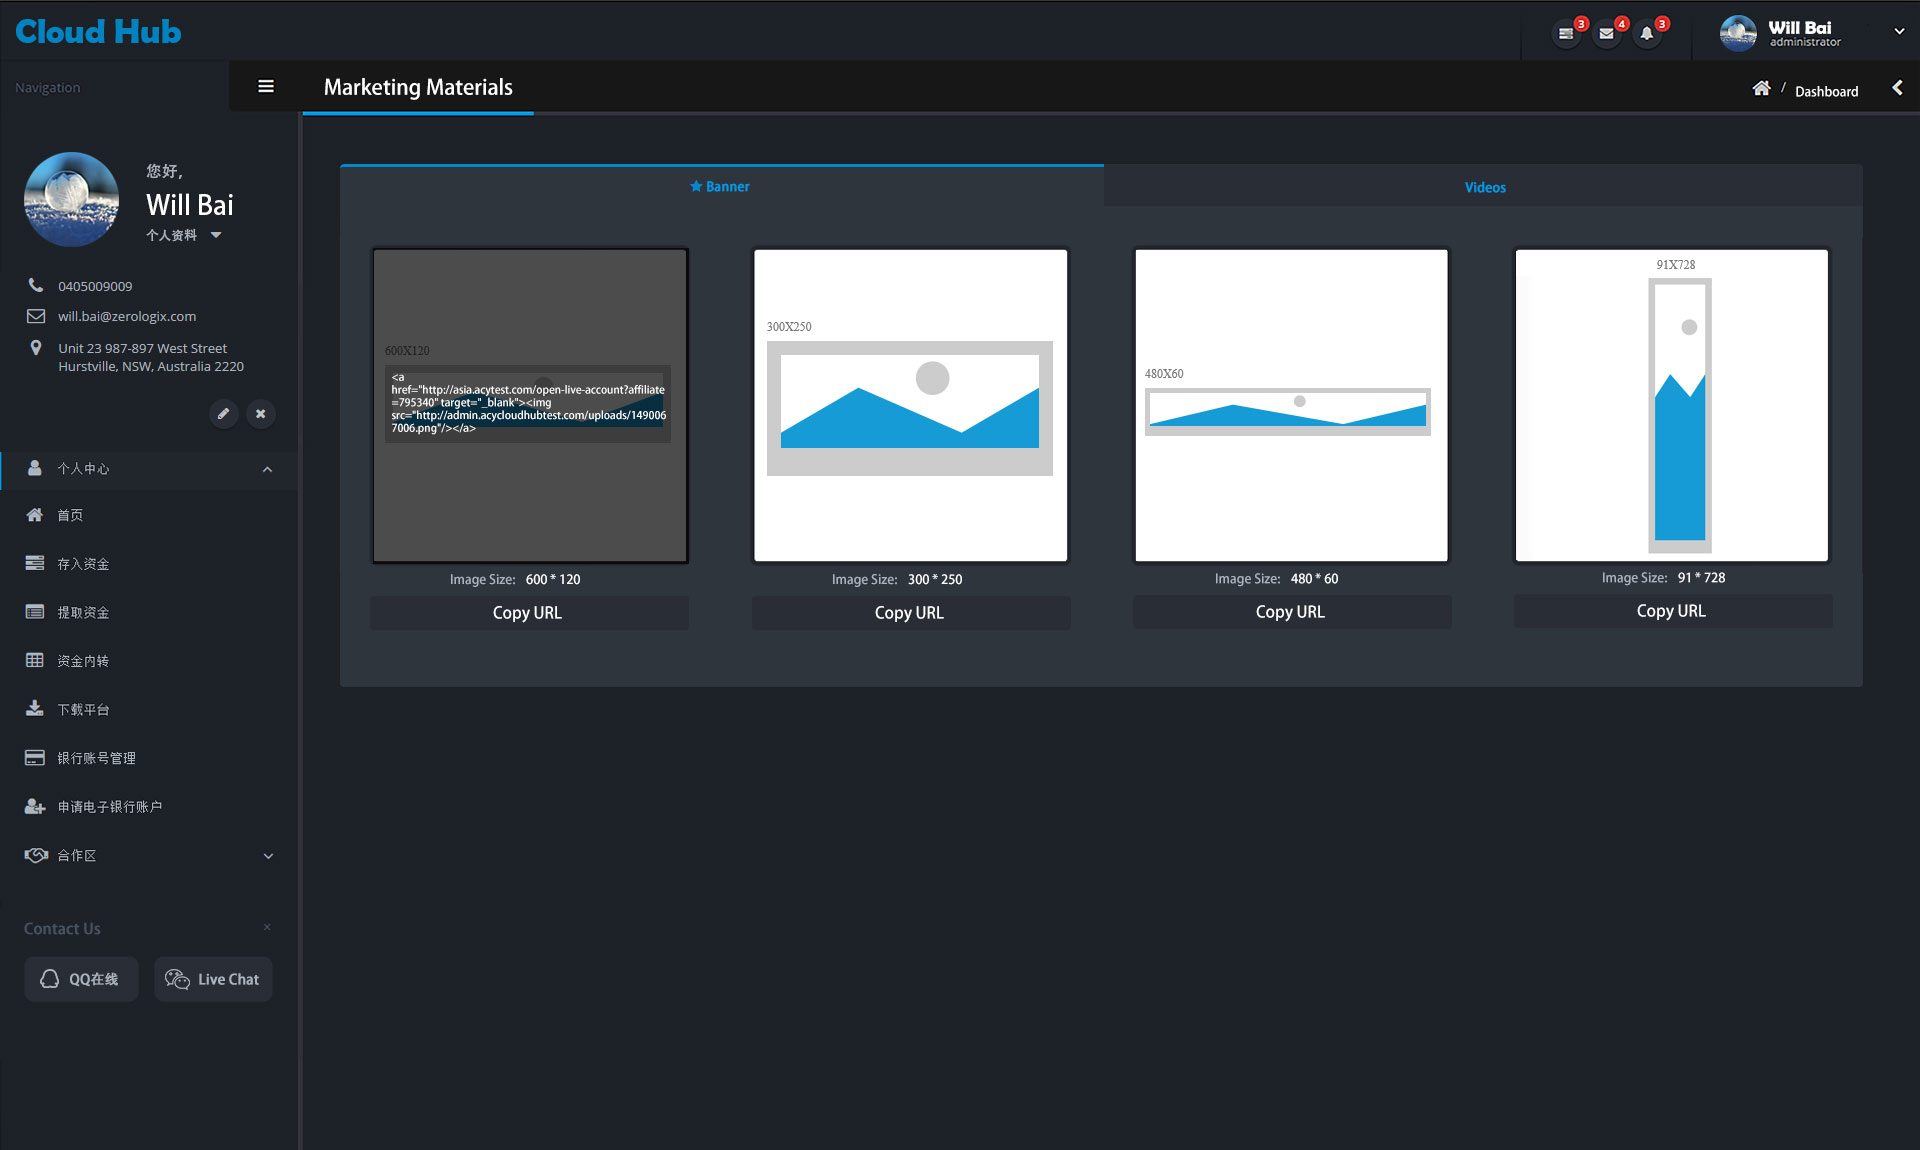 Cloud Hub
3
4
3
Will Bai
administrator
Navigation
Marketing Materials
/ Dashboard
您好,
Will Bai
个人资料
0405009009
will.bai@zerologix.com
Unit 23 987-897 West Street
Hurstville, NSW, Australia 2220
个人中心
首页
存入资金
提取资金
资金内转
下载平台
银行账号管理
申请电子银行账户
合作区
Contact Us
×
QQ在线
Live Chat
Banner
Videos
600X120
<a
href="http://asia.acytest.com/open-live-account?affiliate
=795340" target="_blank"><img
src="http://admin.acycloudhubtest.com/uploads/149006
7006.png"/></a>
Image Size: 600 * 120
Copy URL
300X250
Image Size: 300 * 250
Copy URL
480X60
Image Size: 480 * 60
Copy URL
91X728
Image Size: 91 * 728
Copy URL